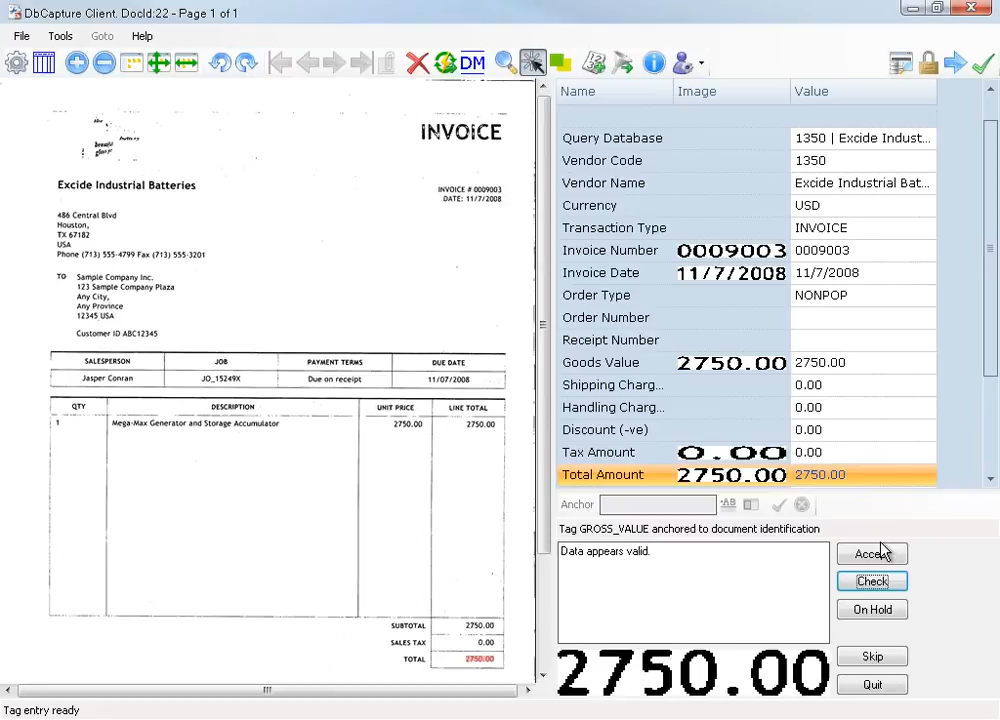 DbCapture Client. DocId:22 - Page 1 of 1
File Tools Goto Help
DM
INVOICE
Excide Industrial Batteries
INVOICE # 0009003
DATE: 11/7/2008
486 Central Blvd
Houston,
TX 67182
USA
Phone (713) 555-4799 Fax (713) 555-3201
TO Sample Company Inc.
123 Sample Company Plaza
Any City,
Any Province
12345 USA
Customer ID ABC12345
SALESPERSON JOB PAYMENT TERMS DUE DATE
Jasper Conran JO_15249X Due on receipt 11/07/2008
QTY DESCRIPTION UNIT PRICE LINE TOTAL
1 Mega-Max Generator and Storage Accumulator 2750.00 2750.00
SUBTOTAL 2750.00
SALES TAX 0.00
TOTAL 2750.00
Name Image Value
Query Database 1350 | Excide Indust...
Vendor Code 1350
Vendor Name Excide Industrial Bat...
Currency USD
Transaction Type INVOICE
Invoice Number 0009003 0009003
Invoice Date 11/7/2008 11/7/2008
Order Type NONPOP
Order Number
Receipt Number
Goods Value 2750.00 2750.00
Shipping Charg... 0.00
Handling Charg... 0.00
Discount (-ve) 0.00
Tax Amount 0.00 0.00
Total Amount 2750.00 2750.00
Anchor AB
Tag GROSS_VALUE anchored to document identification
Data appears valid.
Check
On Hold
2750.00
Skip
Quit
Tag entry ready